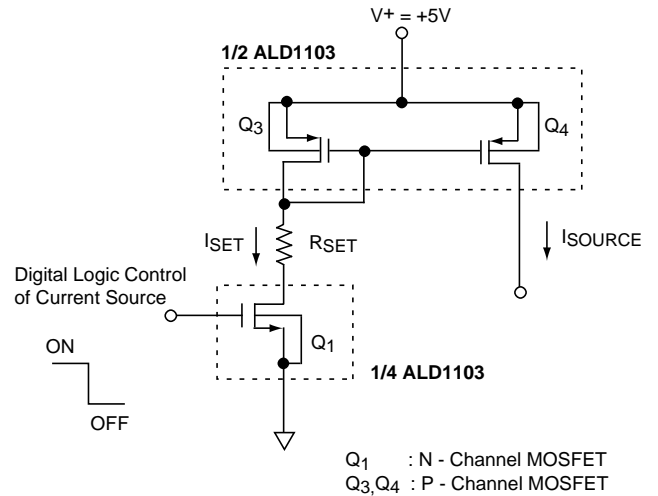 V+ = +5V
1/2 ALD1103
Q3
Q4
ISET
RSET
ISOURCE
Digital Logic Control
of Current Source
Q1
ON
OFF
1/4 ALD1103
Q1 : N - Channel MOSFET
Q3,Q4 : P - Channel MOSFET